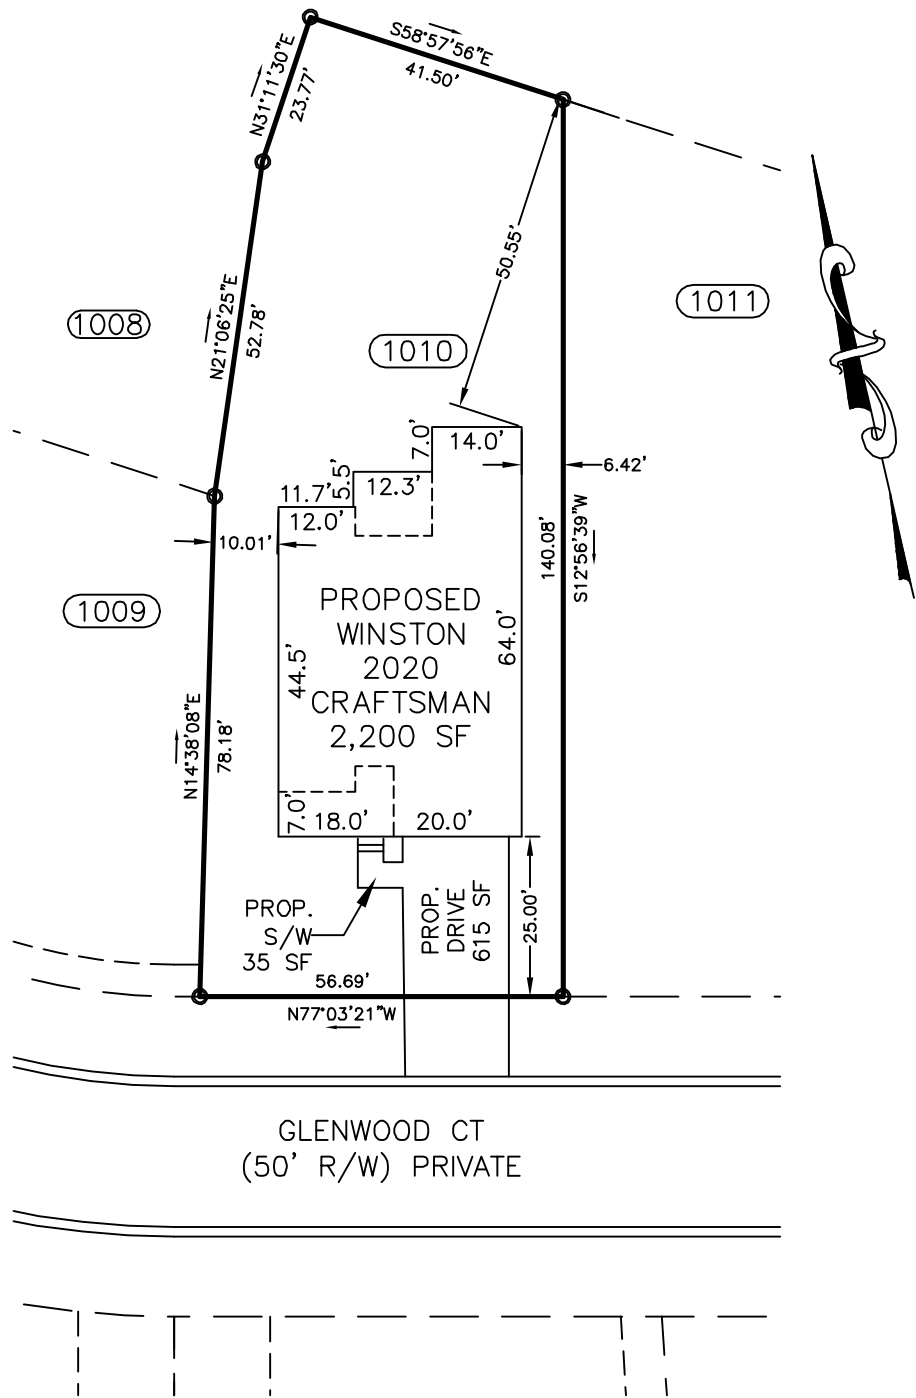 S58°57'56"E
41.50'
N31°11'30"E
23.77'
50.55'
1011
N21°06'25"E
52.78'
1008
1010
7.0'
14.0'
5.5'
12.3'
6.42'
11.7'
12.0'
10.01'
140.08'
S12°56'39"W
1009
PROPOSED
WINSTON
2020
CRAFTSMAN
2,200 SF
44.5'
64.0'
N14°38'08"E
78.18'
7.0'
18.0'
20.0'
PROP.
S/W
35 SF
PROP.
DRIVE
615 SF
25.00'
56.69'
N77°03'21"W
GLENWOOD CT
(50' R/W) PRIVATE